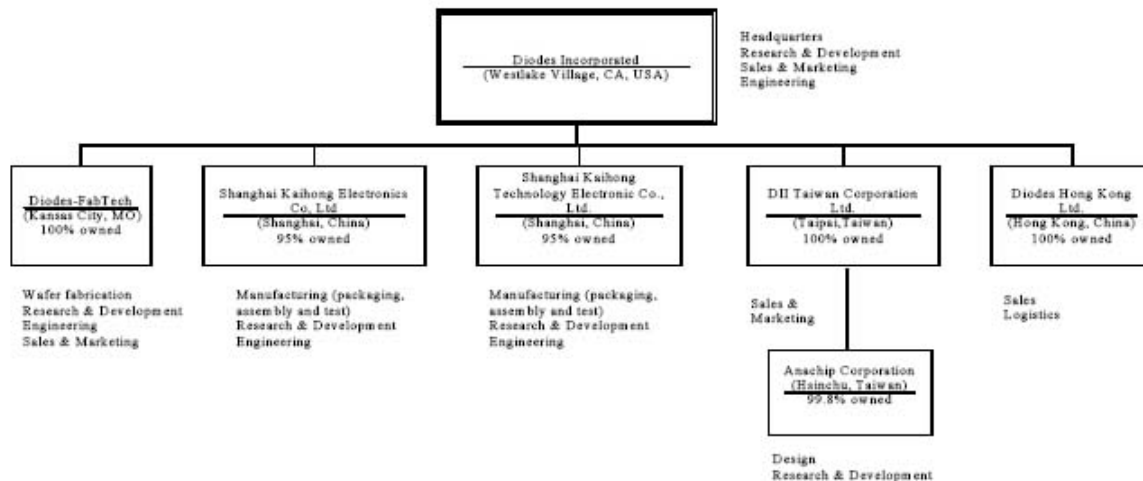 Diodes Incorporated
(Westlake Village, CA, USA)
Headquarters
Research & Development
Sales & Marketing
Engineering
Diodes-FabTech
(Kansas City, MO)
100% owned
Shanghai Kaihong Electronics
Co, Ltd
(Shanghai, China)
95% owned
Shanghai Kaihong
Technology Electronic Co.,
Ltd.
(Shanghai, China)
95% owned
DII Taiwan Corporation
Ltd.
(Taipai,Taiwan)
100% owned
Diodes Hong Kong
Ltd.
(Hong Kong, China)
100% owned
Wafer fabrication
Research & Development
Engineering
Sales & Marketing
Manufacturing (packaging,
assembly and test)
Research & Development
Engineering
Manufacturing (packaging,
assembly and test)
Research & Development
Engineering
Sales &
Marketing
Sales
Logistics
Anachip Corporation
(Hsinchu, Taiwan)
99.8% owned
Design
Research & Development